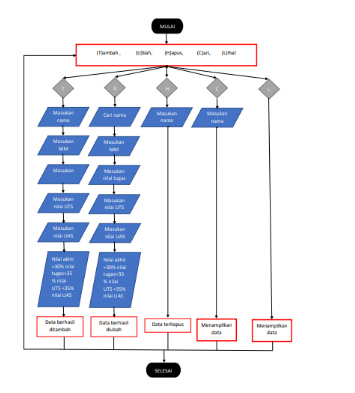 MULAI
(T)ambah, (U)bah, (H)apus, (C)ari, (L)ihat
T U H C L
Masukan nama
Cari nama
Masukan nama
Masukan nama
Masukan NIM
Masukan NIM
Masukan
Masukan nilai tugas
Masukan nilai UTS
Masukan nilai UTS
Masukan nilai UAS
Masukan nilai UAS
Nilai akhir
=30% nilai
tugas+35
% nilai
UTS +35%
nilai UAS
Nilai akhir
=30% nilai
tugas+35
% nilai
UTS +35%
nilai UAS
Data berhasil
ditambah
Data berhasil
diubah
Data terhapus
Menampilkan
data
Menampilkan
data
SELESAI